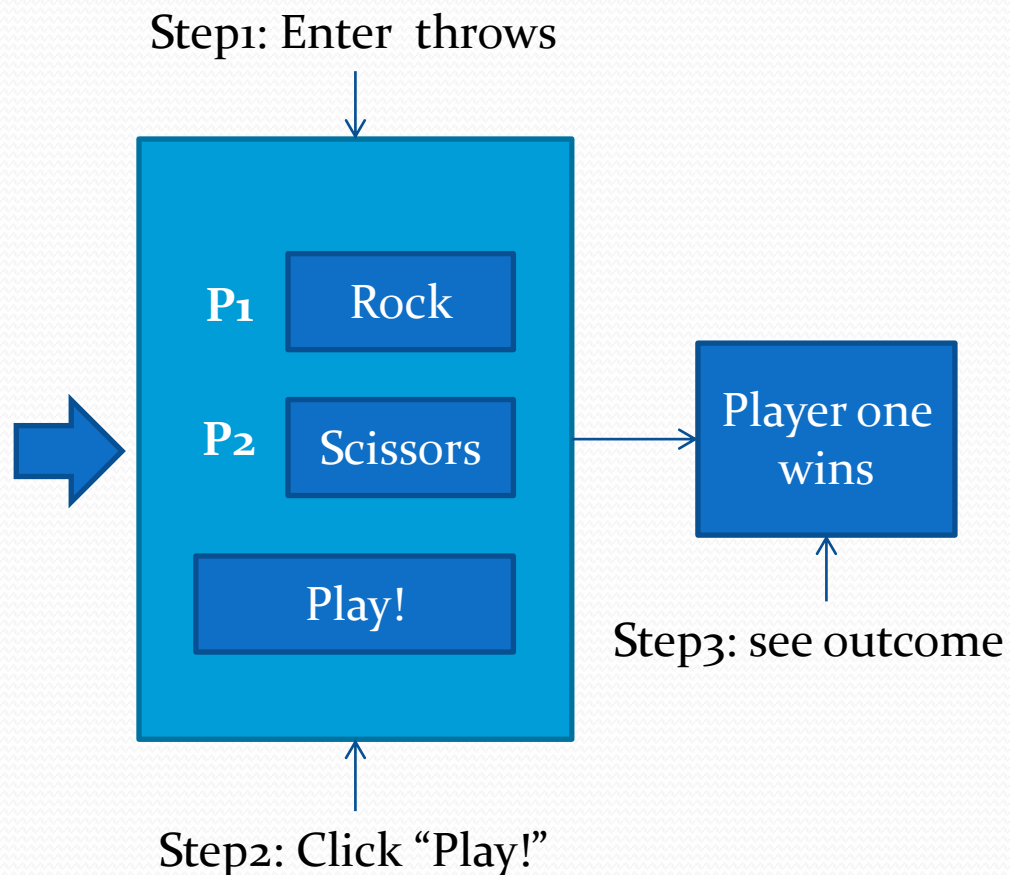 Step1: Enter throws
P1 Rock
P2 Scissors
Play!
Player one
wins
Step3: see outcome
Step2: Click “Play!”